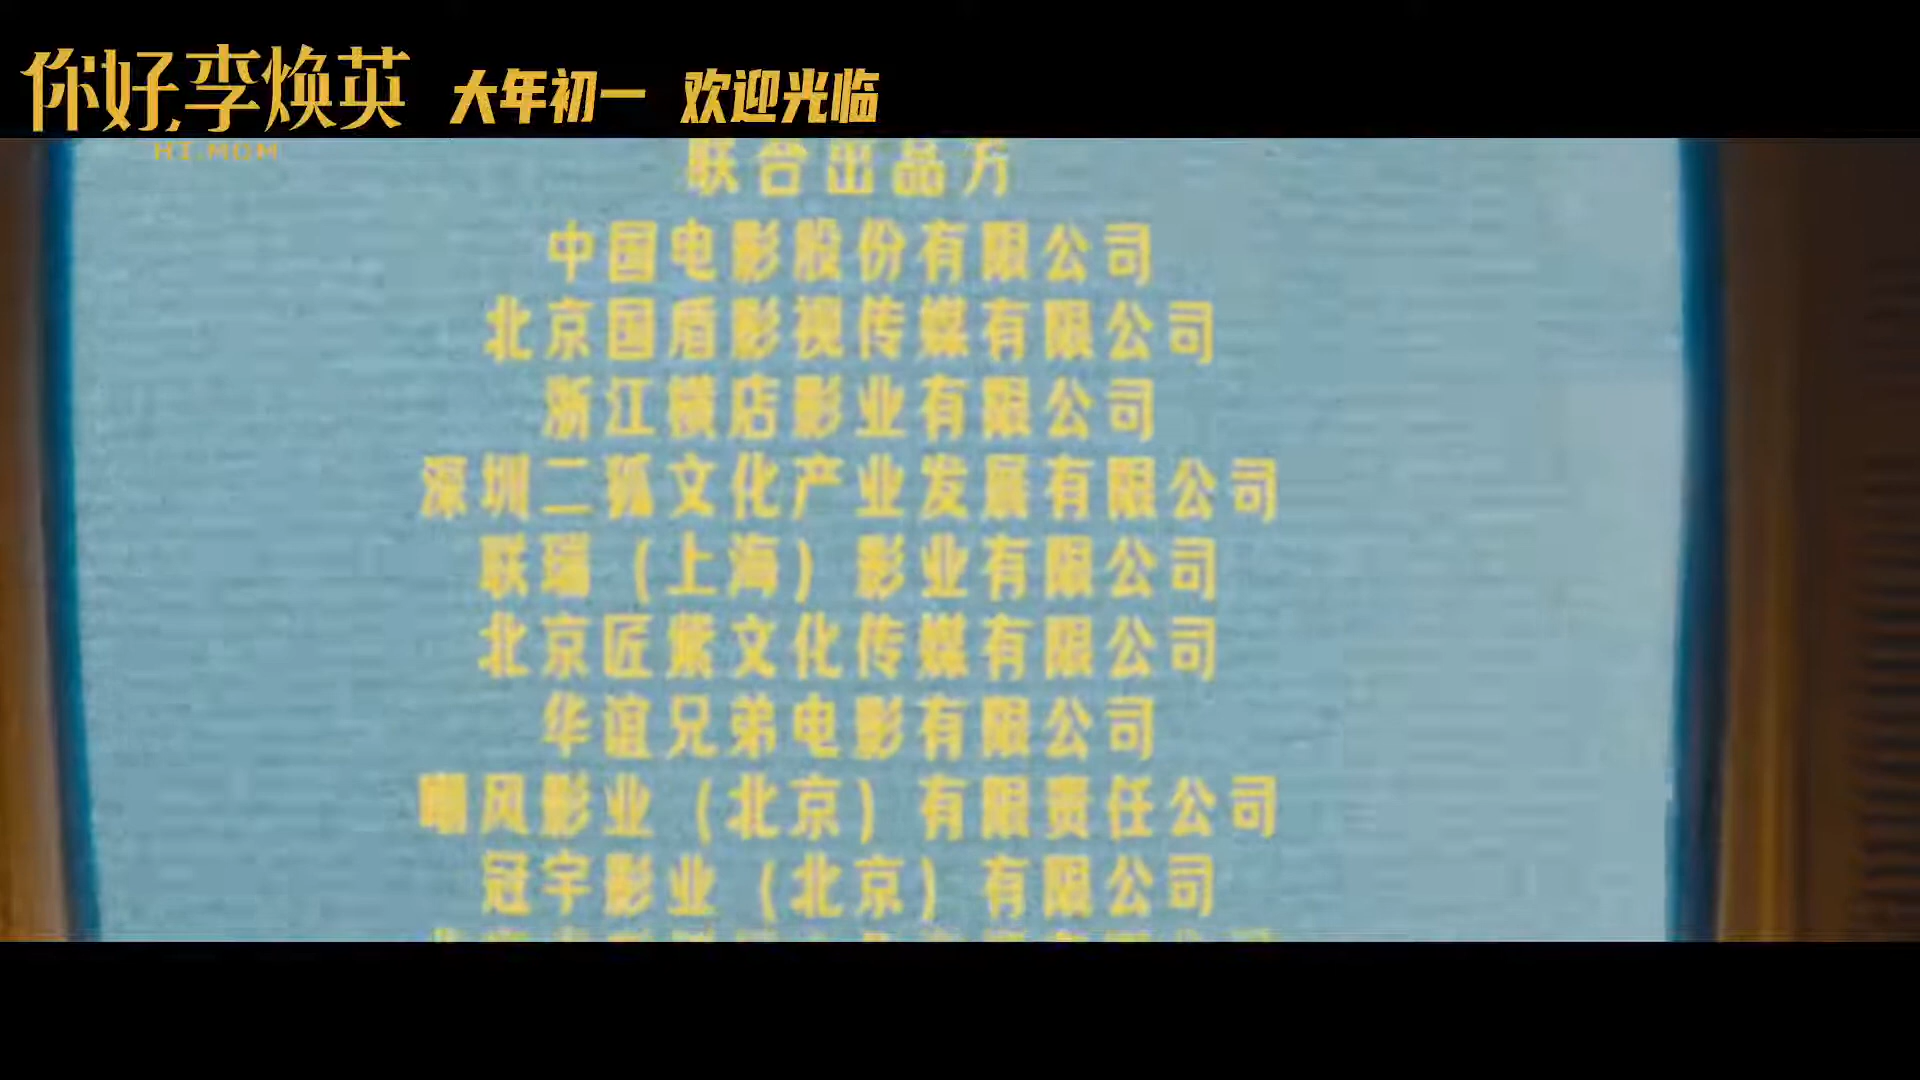 你好,李焕英 大年初一 欢迎光临
HI,MOM
联合出品方
中国电影股份有限公司
北京国盾影视传媒有限公司
浙江横店影业有限公司
深圳二狐文化产业发展有限公司
联瑞（上海）影业有限公司
北京匠紫文化传媒有限公司
华谊兄弟电影有限公司
嘲风影业（北京）有限责任公司
冠宇影业（北京）有限公司